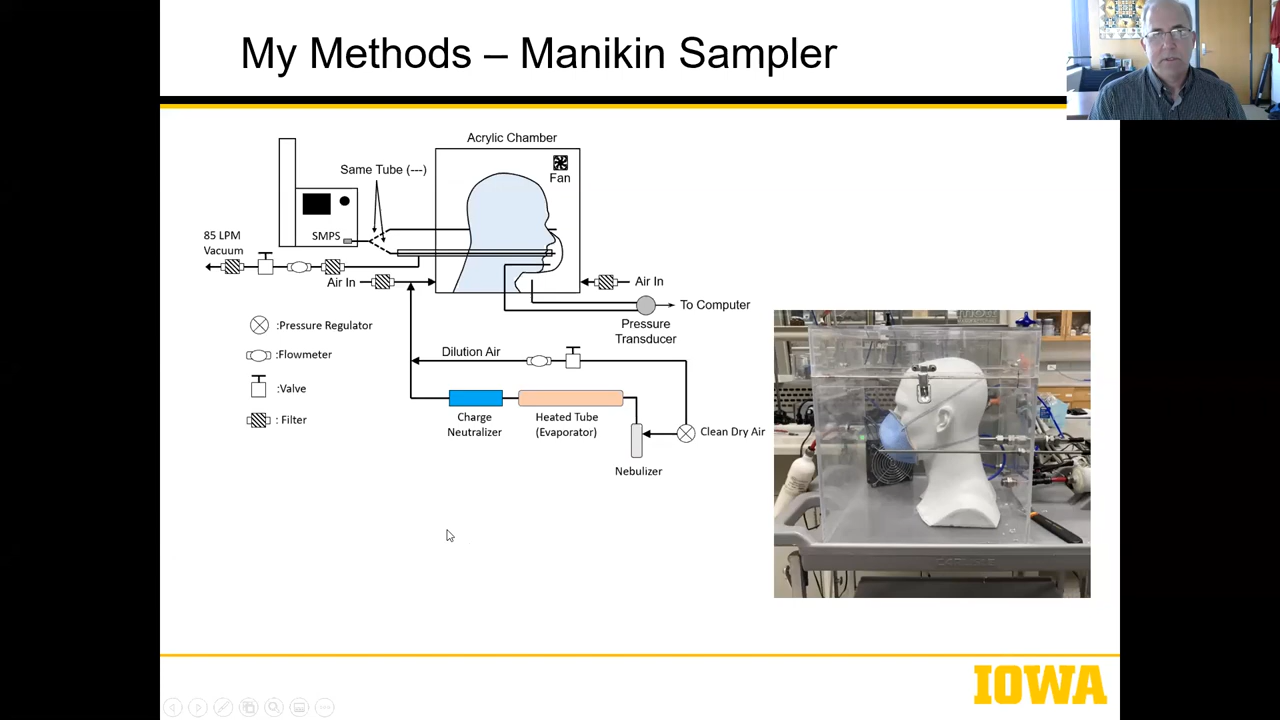 My Methods – Manikin Sampler
Acrylic Chamber
Same Tube (---)
Fan
85 LPM
Vacuum
SMPS
Air In
Air In
To Computer
Pressure
Transducer
:Pressure Regulator
:Flowmeter
:Valve
: Filter
Dilution Air
Charge
Neutralizer
Heated Tube
(Evaporator)
Clean Dry Air
Nebulizer
IOWA